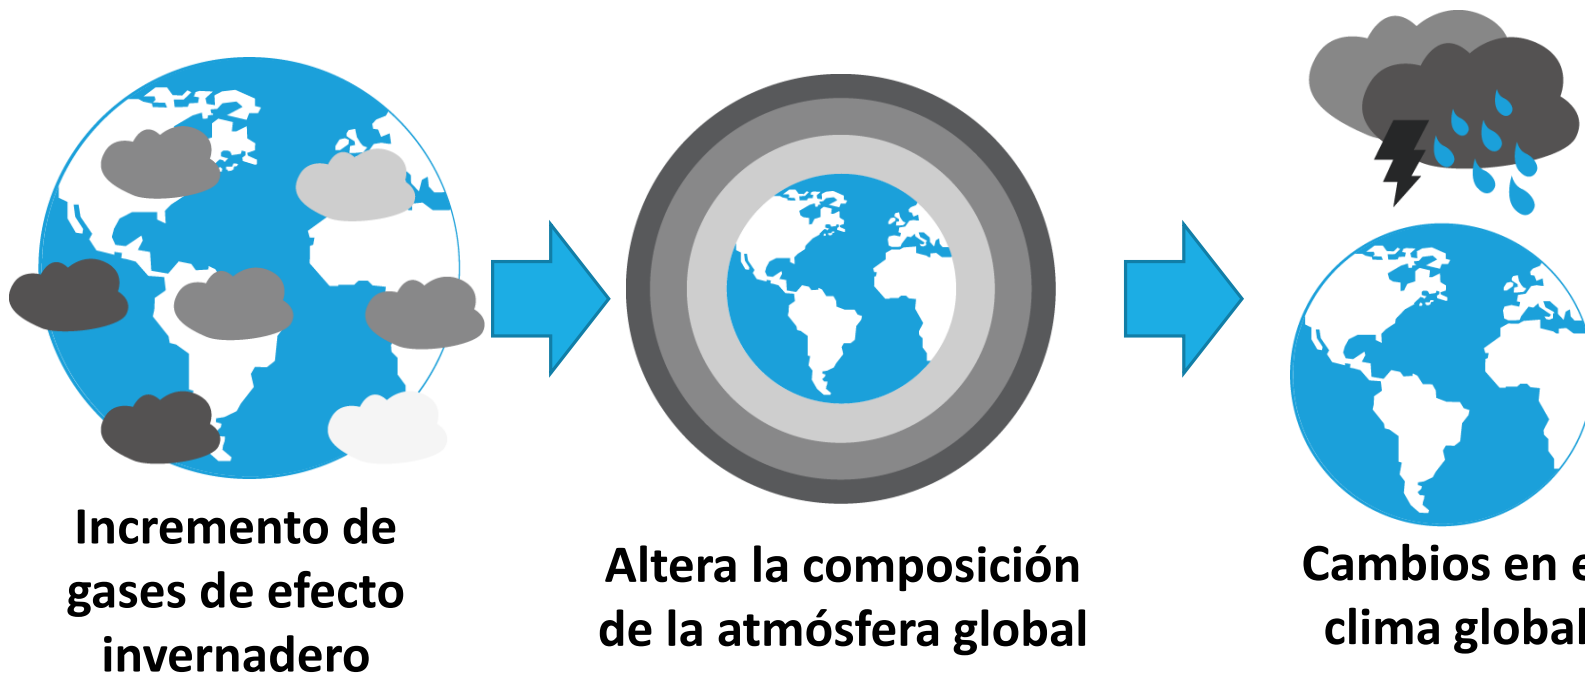 Incremento de
gases de efecto
invernadero
Altera la composición
de la atmósfera global
Cambios en e
clima global